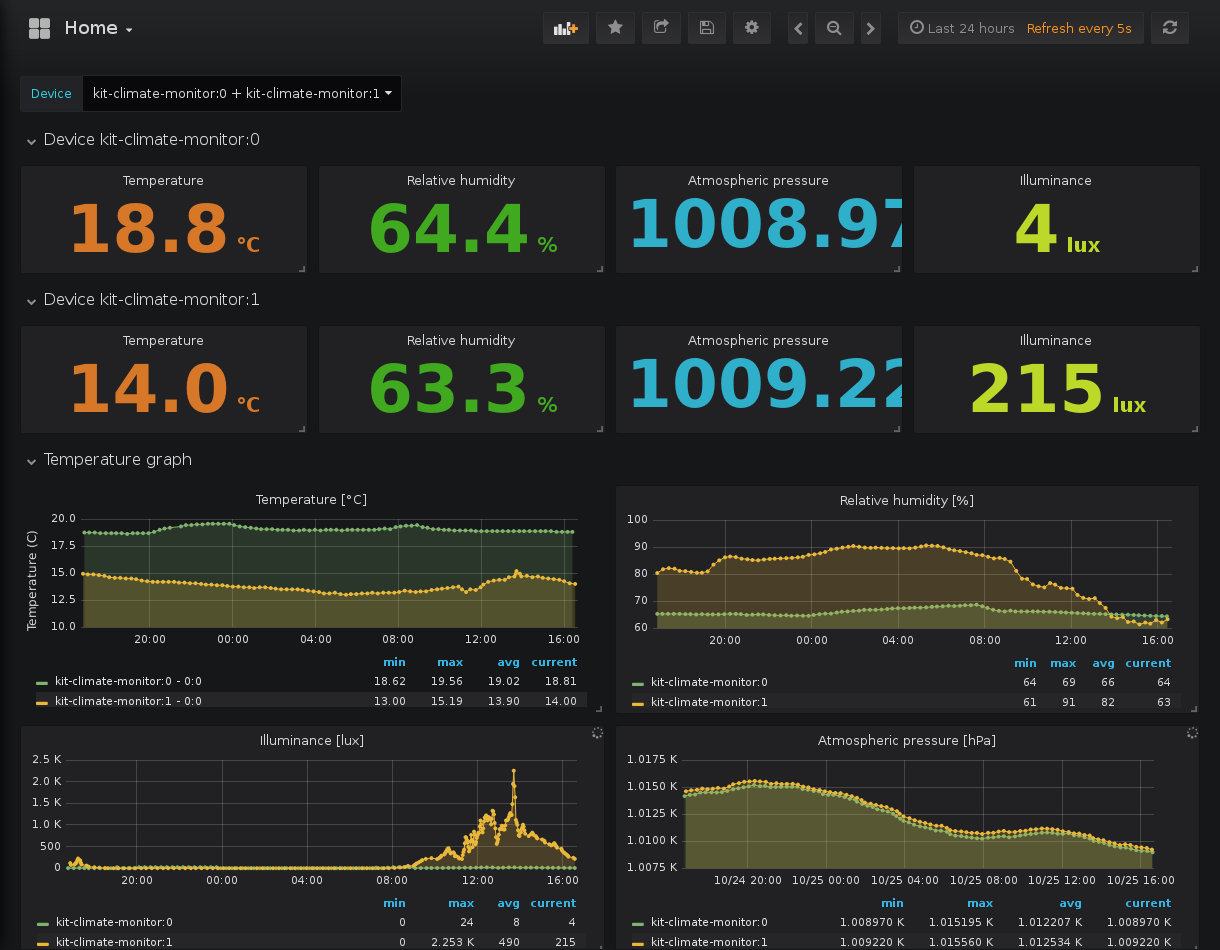 Home
Last 24 hours Refresh every 5s
Device kit-climate-monitor:0 + kit-climate-monitor:1
Device kit-climate-monitor:0
Temperature Relative humidity Atmospheric pressure Illuminance
18.8 °C 64.4 % 1008.97 4 lux
Device kit-climate-monitor:1
Temperature Relative humidity Atmospheric pressure Illuminance
14.0 °C 63.3 % 1009.22 215 lux
Temperature graph
Temperature [°C]
Temperature (C)
20.0
17.5
15.0
12.5
10.0
20:00 00:00 04:00 08:00 12:00 16:00
min max avg current
kit-climate-monitor:0 - 0:0 18.62 19.56 19.02 18.81
kit-climate-monitor:1 - 0:0 13.00 15.19 13.90 14.00
Relative humidity [%]
100
90
80
70
60
20:00 00:00 04:00 08:00 12:00 16:00
min max avg current
kit-climate-monitor:0 64 69 66 64
kit-climate-monitor:1 61 91 82 63
Illuminance [lux]
2.5 K
2.0 K
1.5 K
1.0 K
500
0
20:00 00:00 04:00 08:00 12:00 16:00
min max avg current
kit-climate-monitor:0 0 24 8 4
kit-climate-monitor:1 0 2.253 K 490 215
Atmospheric pressure [hPa]
1.0175 K
1.0150 K
1.0125 K
1.0100 K
1.0075 K
10/24 20:00 10/25 00:00 10/25 04:00 10/25 08:00 10/25 12:00 10/25 16:00
min max avg current
kit-climate-monitor:0 1.008970 K 1.015195 K 1.012207 K 1.008970 K
kit-climate-monitor:1 1.009220 K 1.015560 K 1.012534 K 1.009220 K